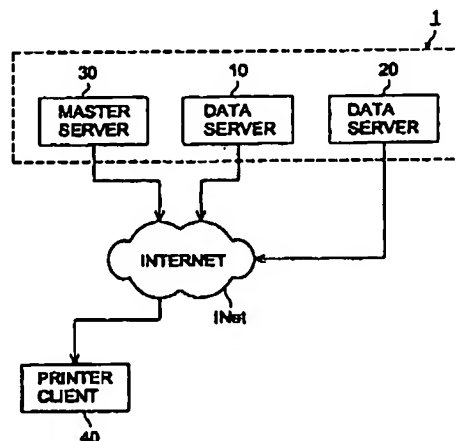 1
30
10
20
MASTER
SERVER
DATA
SERVER
DATA
SERVER
INTERNET
INet
PRINTER
CLIENT
40